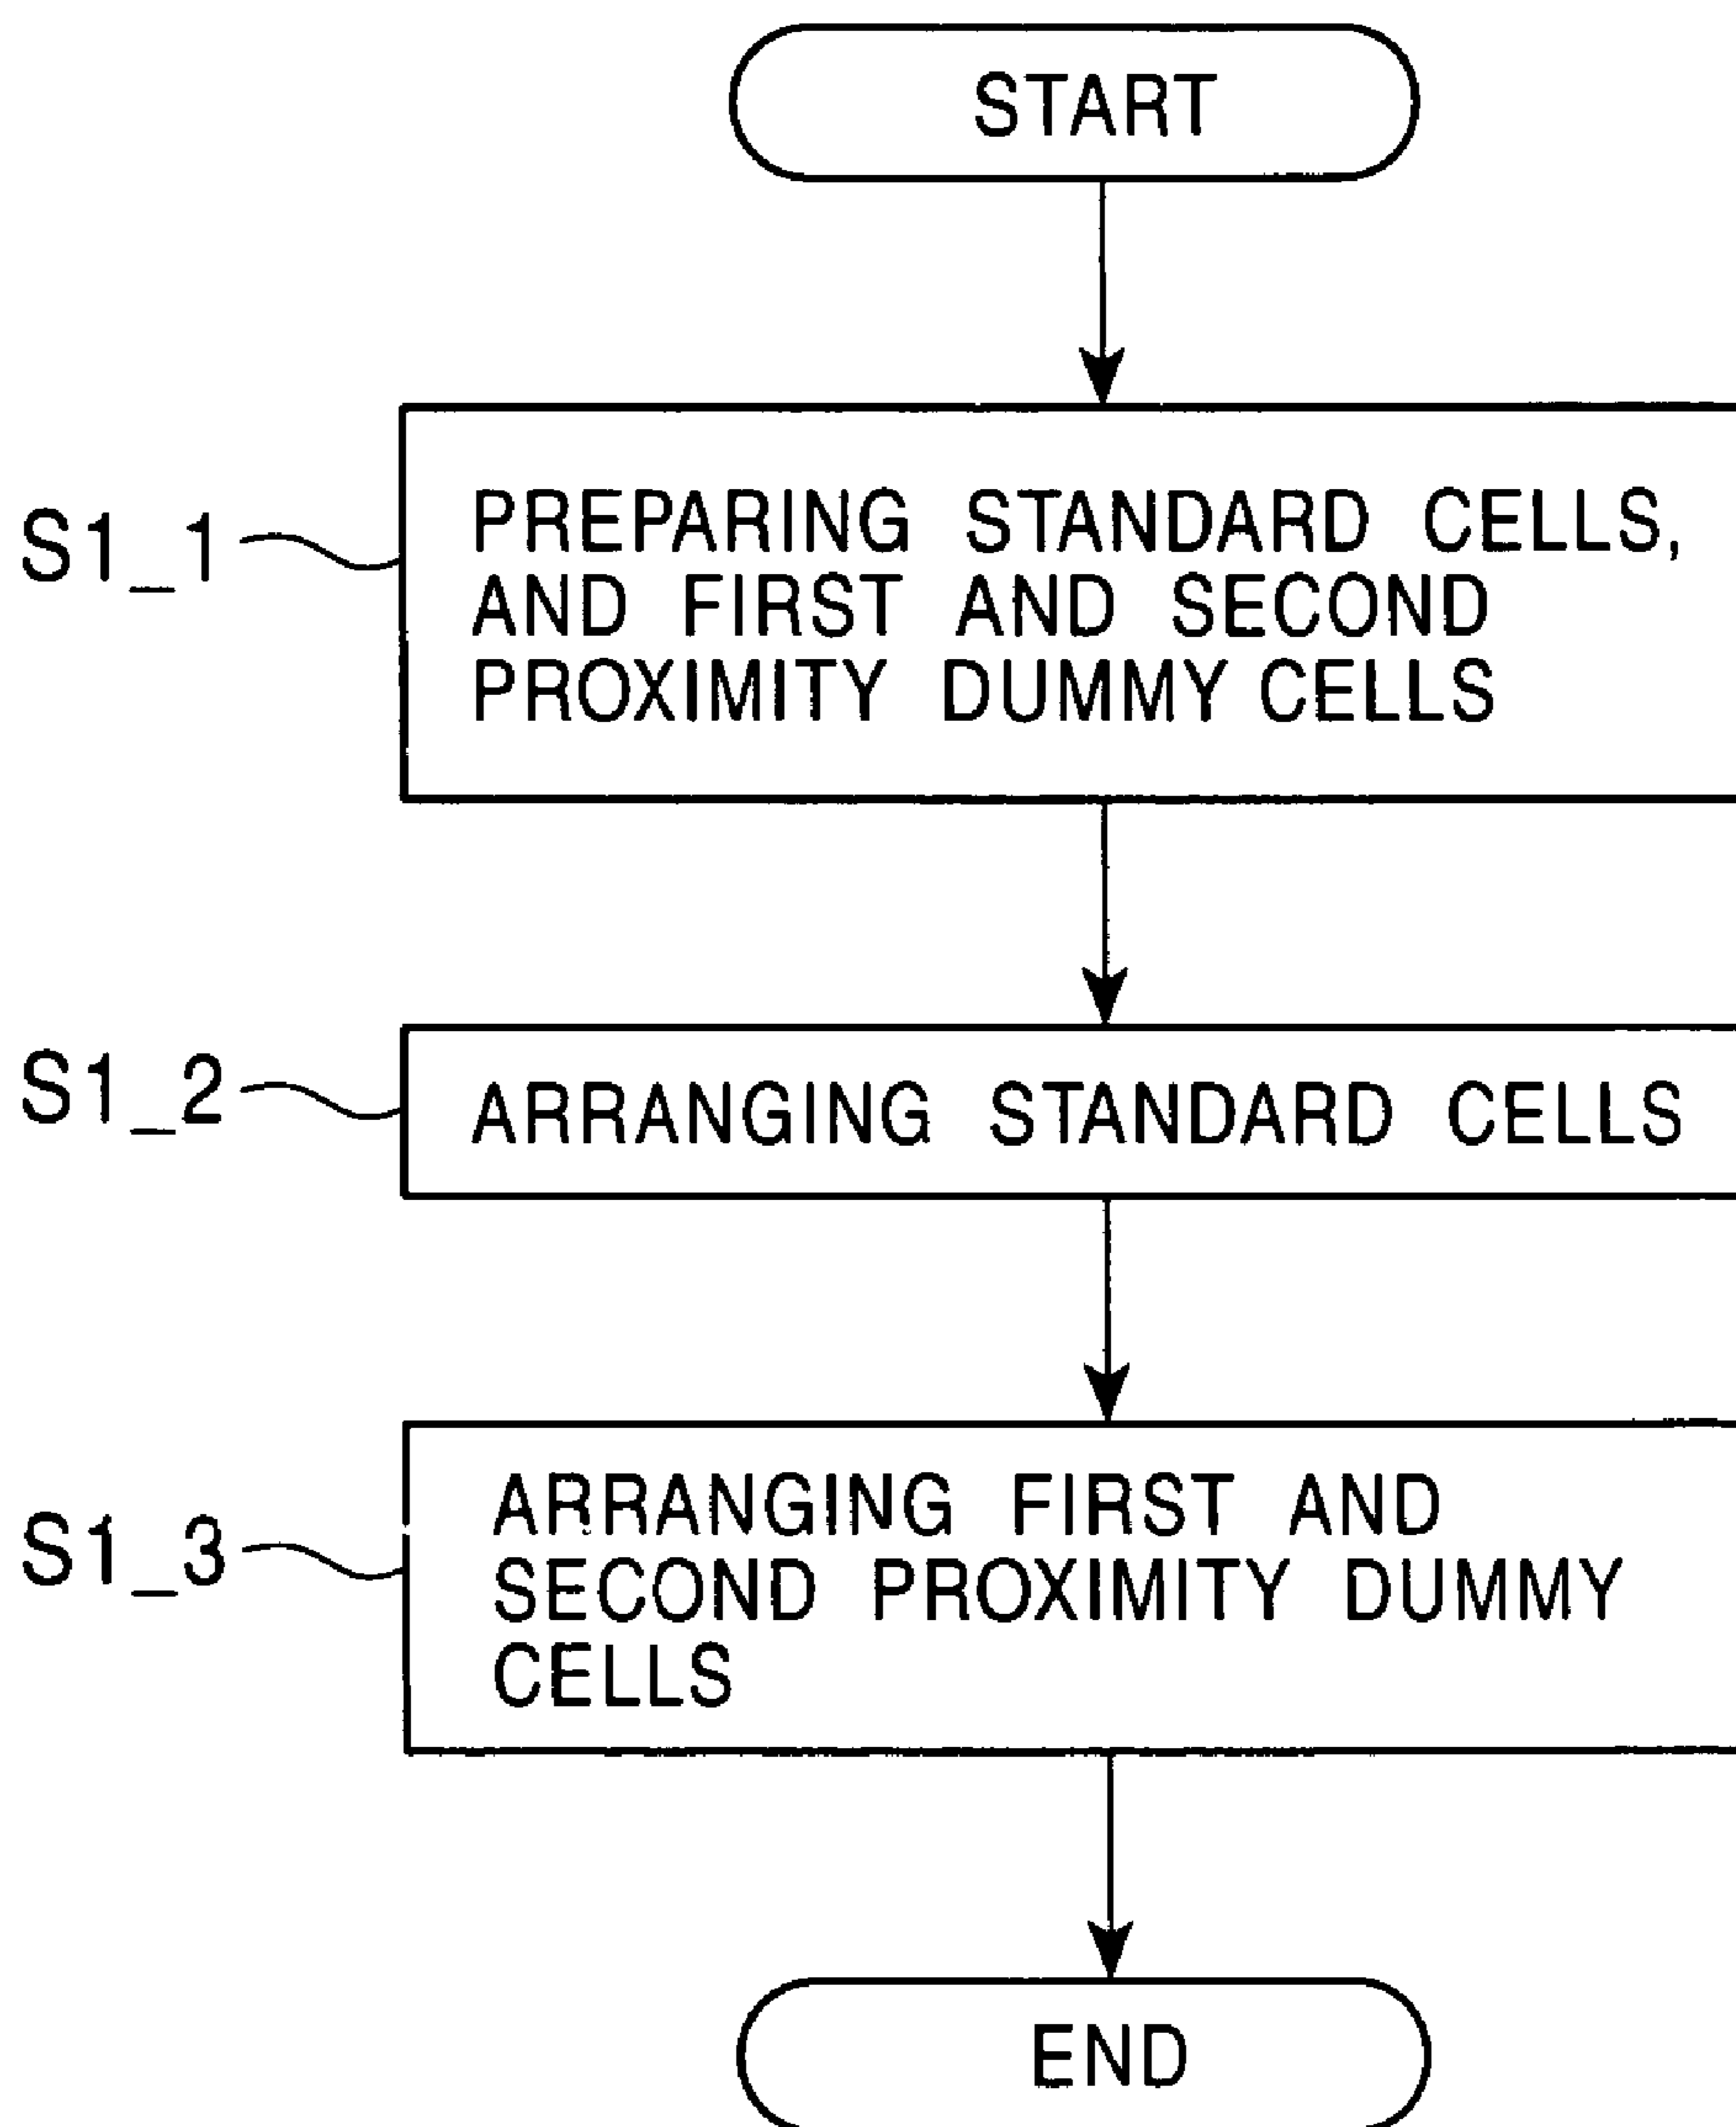 START
S1_1
PREPARING STANDARD CELLS,
AND FIRST AND SECOND
PROXIMITY DUMMY CELLS
S1_2
ARRANGING STANDARD CELLS
S1_3
ARRANGING FIRST AND
SECOND PROXIMITY DUMMY
CELLS
END